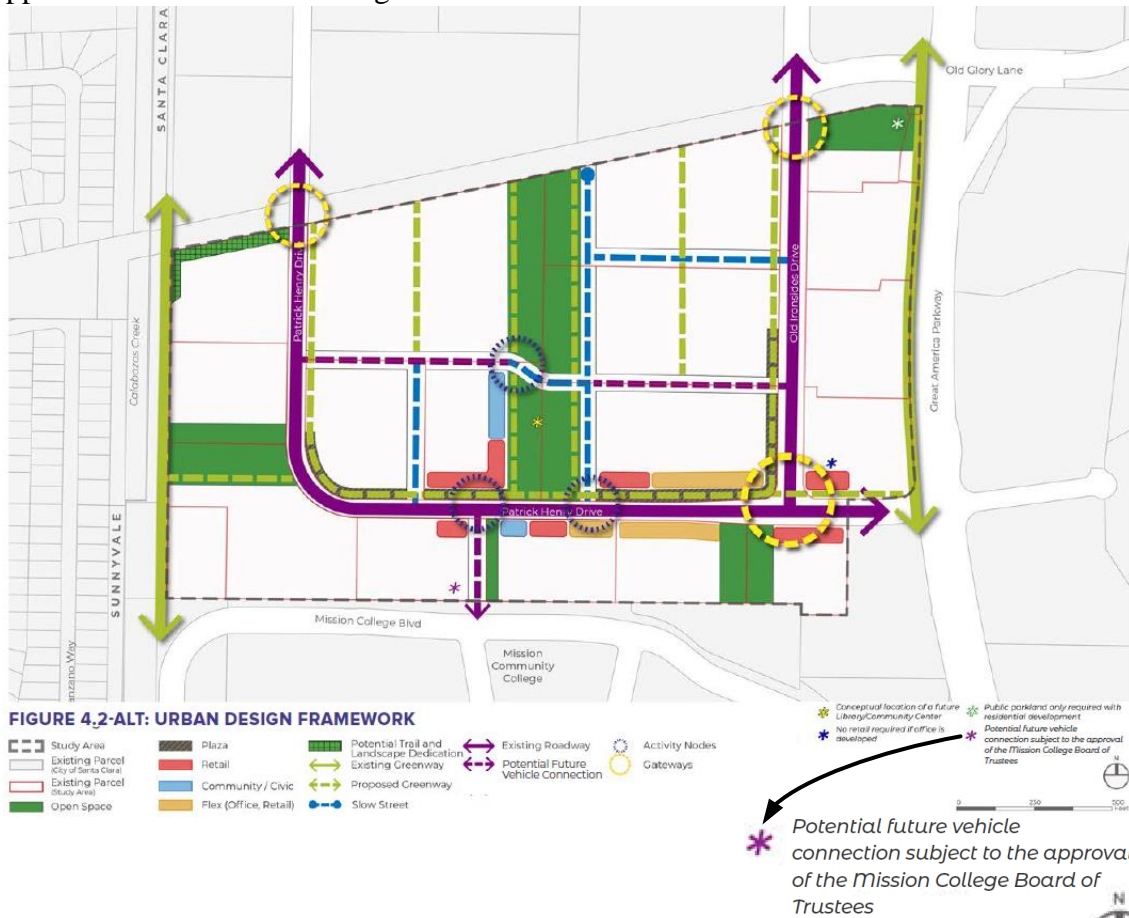 SANTA CLARA
Old Glory Lane
Patrick Henry Drive
Old Ironsides Drive
Great America Parkway
Calabazas Creek
Patrick Henry Drive
SUNNYVALE
Mission College Blvd
Mission
Community
College
FIGURE 4.2-ALT: URBAN DESIGN FRAMEWORK
Study Area
Existing Parcel
(City of Santa Clara)
Existing Parcel
(Study Area)
Open Space
Plaza
Retail
Community / Civic
Flex (Office, Retail)
Potential Trail and
Landscape Dedication
Existing Greenway
Proposed Greenway
Slow Street
Existing Roadway
Potential Future
Vehicle Connection
Activity Nodes
Gateways
Conceptual location of a future
Library/Community Center
No retail required if office is
developed
Public parkland only required with
residential development
Potential future vehicle
connection subject to the approval
of the Mission College Board of
Trustees
N
0 250 500
Feet
Potential future vehicle
connection subject to the approval
of the Mission College Board of
Trustees
N